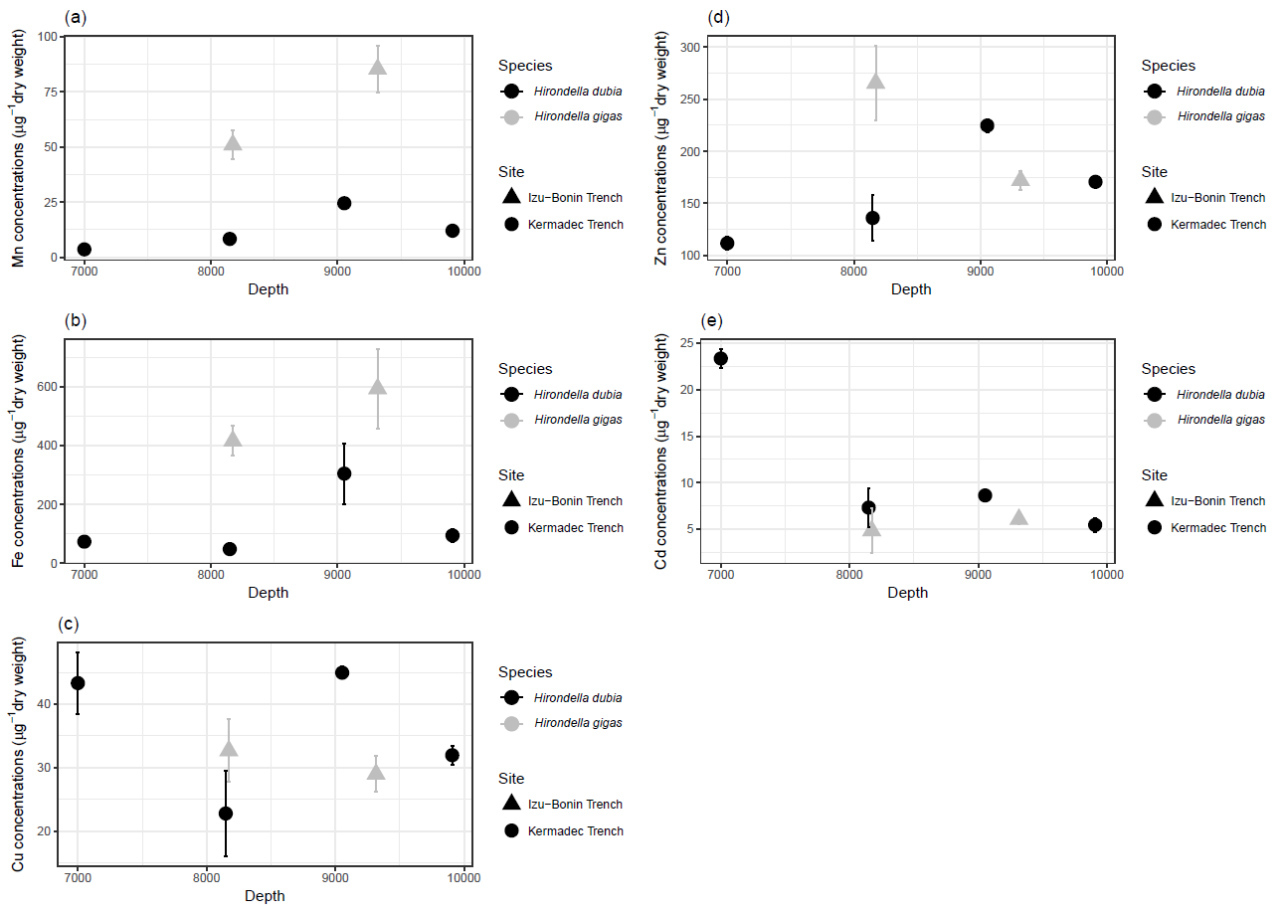 (a)
Mn concentrations (µg⁻¹dry weight)
100
75
50
25
0
7000 8000 9000 10000
Depth
Species
Hirondella dubia
Hirondella gigas
Site
Izu−Bonin Trench
Kermadec Trench
(b)
Fe concentrations (µg⁻¹dry weight)
600
400
200
0
7000 8000 9000 10000
Depth
Species
Hirondella dubia
Hirondella gigas
Site
Izu−Bonin Trench
Kermadec Trench
(c)
Cu concentrations (µg⁻¹dry weight)
40
30
20
7000 8000 9000 10000
Depth
Species
Hirondella dubia
Hirondella gigas
Site
Izu−Bonin Trench
Kermadec Trench
(d)
Zn concentrations (µg⁻¹dry weight)
300
250
200
150
100
7000 8000 9000 10000
Depth
Species
Hirondella dubia
Hirondella gigas
Site
Izu−Bonin Trench
Kermadec Trench
(e)
Cd concentrations (µg⁻¹dry weight)
25
20
15
10
5
7000 8000 9000 10000
Depth
Species
Hirondella dubia
Hirondella gigas
Site
Izu−Bonin Trench
Kermadec Trench